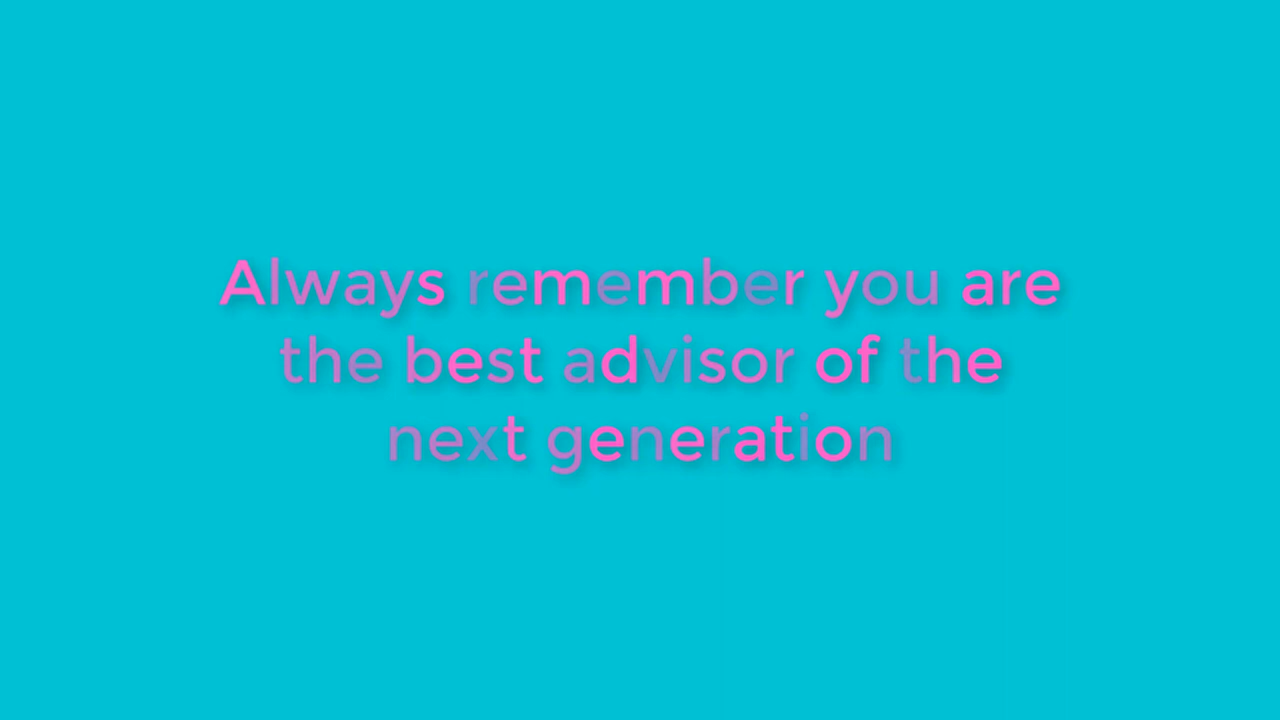 Always remember you are
the best advisor of the
next generation